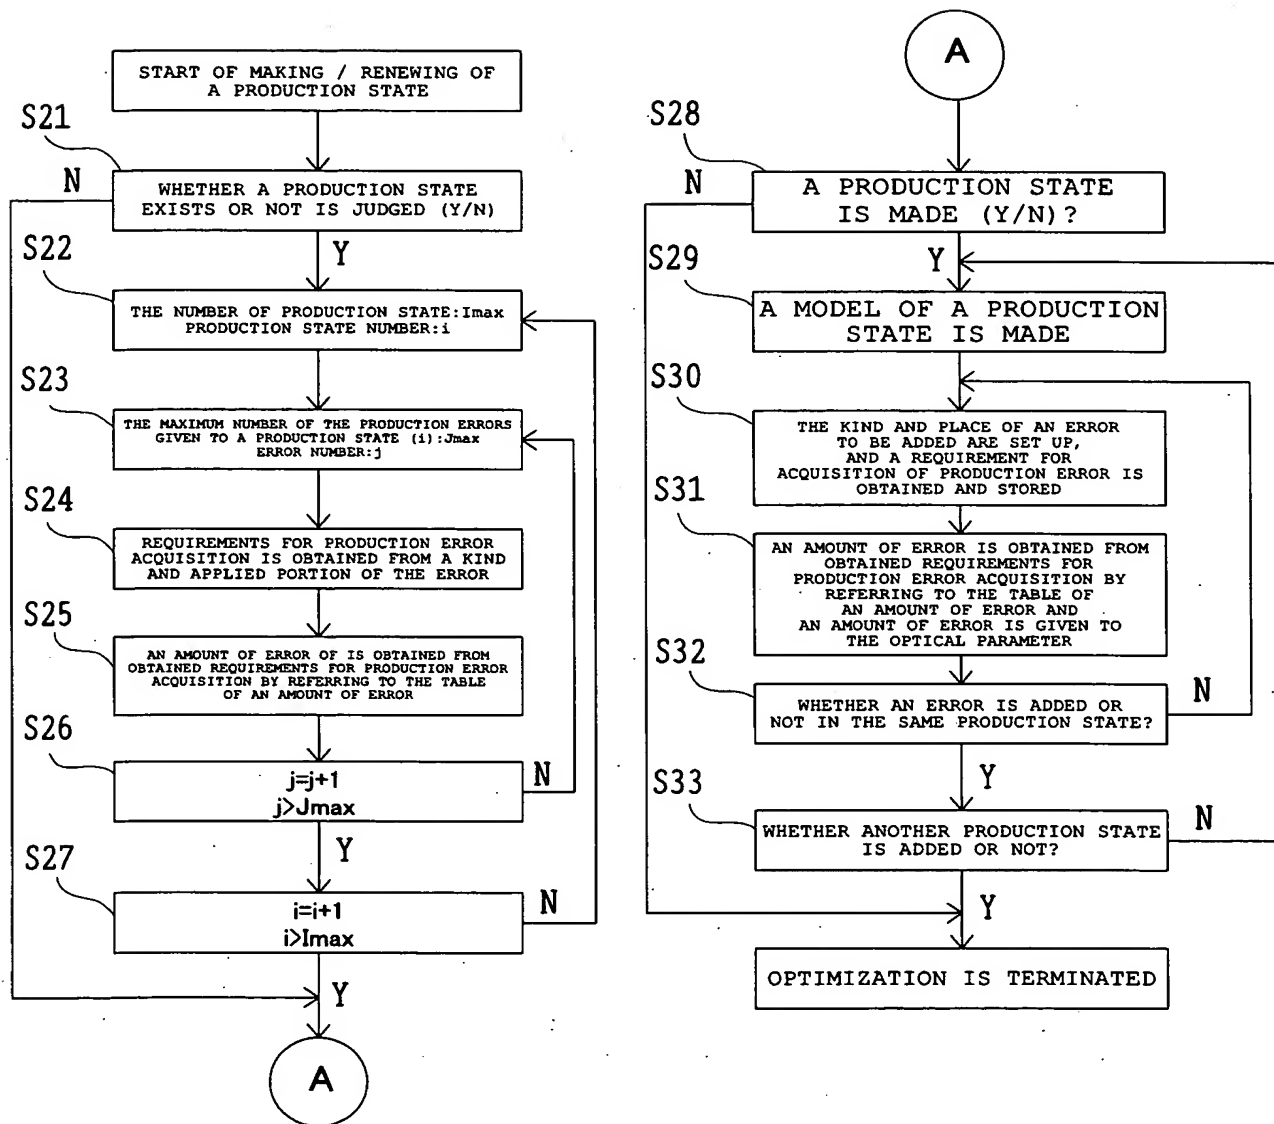 START OF MAKING / RENEWING OF
A PRODUCTION STATE
S21
N
WHETHER A PRODUCTION STATE
EXISTS OR NOT IS JUDGED (Y/N)
Y
S22
THE NUMBER OF PRODUCTION STATE:Imax
PRODUCTION STATE NUMBER:i
S23
THE MAXIMUM NUMBER OF THE PRODUCTION ERRORS
GIVEN TO A PRODUCTION STATE (i):Jmax
ERROR NUMBER:j
S24
REQUIREMENTS FOR PRODUCTION ERROR
ACQUISITION IS OBTAINED FROM A KIND
AND APPLIED PORTION OF THE ERROR
S25
AN AMOUNT OF ERROR OF IS OBTAINED FROM
OBTAINED REQUIREMENTS FOR PRODUCTION ERROR
ACQUISITION BY REFERRING TO THE TABLE
OF AN AMOUNT OF ERROR
S26
j=j+1
j>Jmax
N
Y
S27
i=i+1
i>Imax
N
Y
A
A
S28
N
A PRODUCTION STATE
IS MADE (Y/N)?
Y
S29
A MODEL OF A PRODUCTION
STATE IS MADE
S30
THE KIND AND PLACE OF AN ERROR
TO BE ADDED ARE SET UP,
AND A REQUIREMENT FOR
ACQUISITION OF PRODUCTION ERROR IS
OBTAINED AND STORED
S31
AN AMOUNT OF ERROR IS OBTAINED FROM
OBTAINED REQUIREMENTS FOR
PRODUCTION ERROR ACQUISITION BY
REFERRING TO THE TABLE OF
AN AMOUNT OF ERROR AND
AN AMOUNT OF ERROR IS GIVEN TO
THE OPTICAL PARAMETER
S32
WHETHER AN ERROR IS ADDED OR
NOT IN THE SAME PRODUCTION STATE?
N
Y
S33
WHETHER ANOTHER PRODUCTION STATE
IS ADDED OR NOT?
N
Y
OPTIMIZATION IS TERMINATED